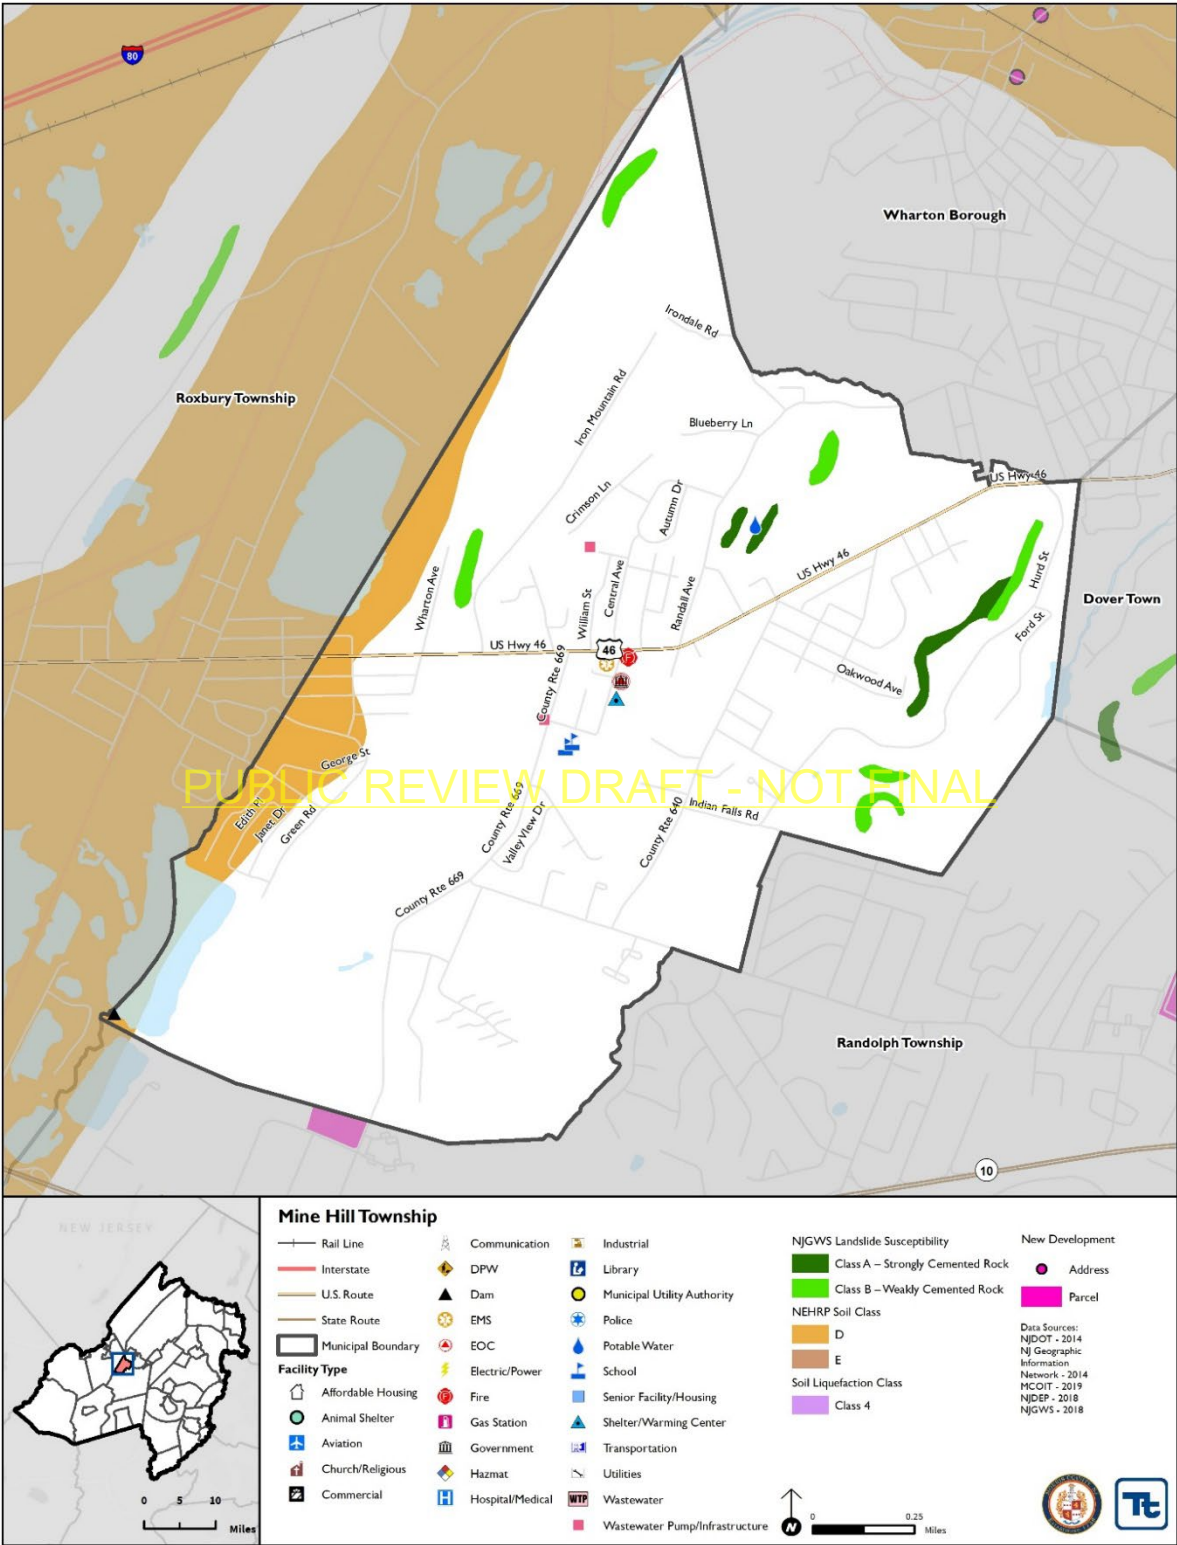 80
Wharton Borough
Irondale Rd
Roxbury Township
Iron Mountain Rd
Blueberry Ln
US Hwy 46
Crimson Ln
Autumn Dr
US Hwy 46
Hurd St
Wharton Ave
William St
Central Ave
Randall Ave
Dover Town
Ford St
US Hwy 46
46
County Rte 669
Oakwood Ave
George St
PUBLIC REVIEW DRAFT - NOT FINAL
Edith Pl
Janet Dr
Green Rd
County Rte 669
Valley View Dr
County Rte 640
Indian Falls Rd
County Rte 669
Randolph Township
10
NEW JERSEY
0 5 10
Miles
Mine Hill Township
Rail Line
Interstate
U.S. Route
State Route
Municipal Boundary
Facility Type
Affordable Housing
Animal Shelter
Aviation
Church/Religious
Commercial
Communication
DPW
Dam
EMS
EOC
Electric/Power
Fire
Gas Station
Government
Hazmat
Hospital/Medical
Industrial
Library
Municipal Utility Authority
Police
Potable Water
School
Senior Facility/Housing
Shelter/Warming Center
Transportation
Utilities
WTP Wastewater
Wastewater Pump/Infrastructure
NJGWS Landslide Susceptibility
Class A – Strongly Cemented Rock
Class B – Weakly Cemented Rock
NEHRP Soil Class
D
E
Soil Liquefaction Class
Class 4
New Development
Address
Parcel
Data Sources:
NJDOT - 2014
NJ Geographic
Information
Network - 2014
MCOIT - 2019
NJDEP - 2018
NJGWS - 2018
N
0 0.25
Miles
Tt